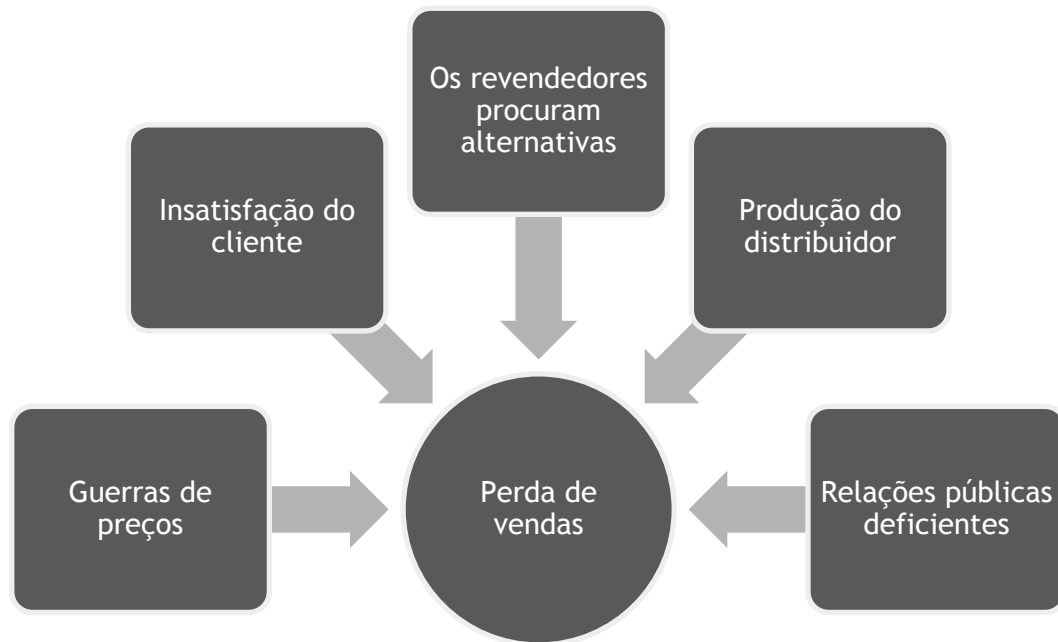 Os revendedores
procuram
alternativas
Insatisfação do
cliente
Produção do
distribuidor
Guerras de
preços
Perda de
vendas
Relações públicas
deficientes